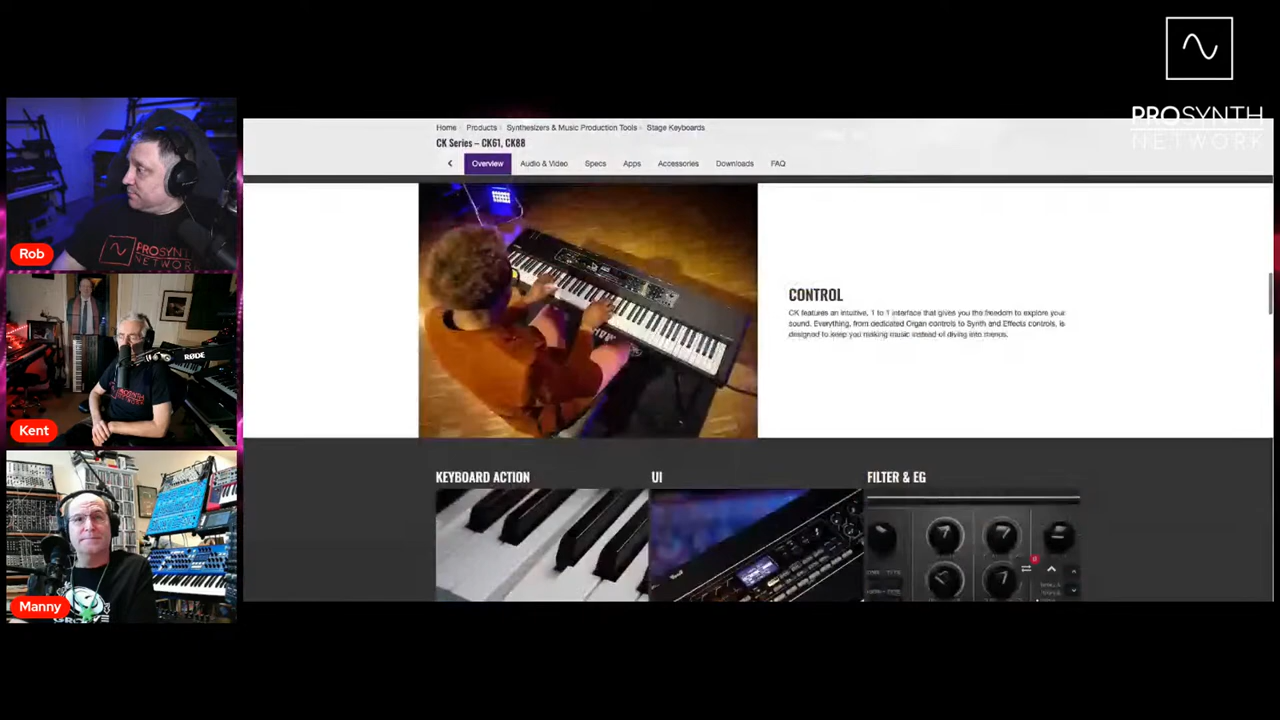 PROSYNTH
NETWORK
Home
Products
Synthesizers & Music Production Tools
Stage Keyboards
CK Series – CK61, CK88
Overview
Audio & Video
Specs
Apps
Accessories
Downloads
FAQ
CONTROL
CK features an intuitive, 1 to 1 interface that gives you the freedom to explore your
sound. Everything, from dedicated Organ controls to Synth and Effects controls, is
designed to keep you making music instead of diving into menus.
KEYBOARD ACTION
UI
FILTER & EG
PROSYNT
NETWORK
Rob
RØDE
Kent
Manny